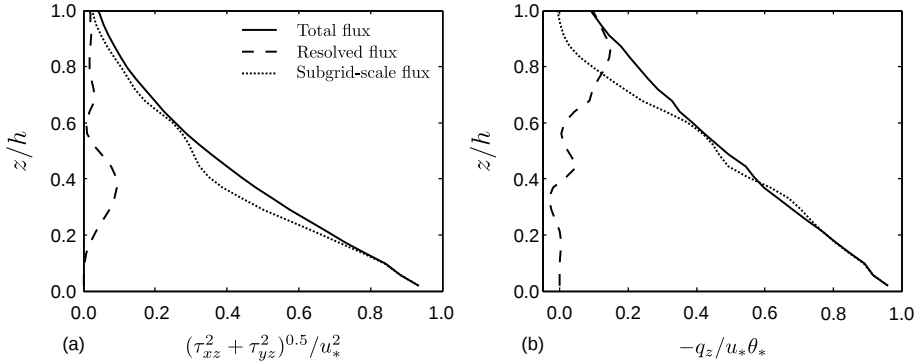 1.0
0.8
0.6
0.4
0.2
0.0
z/h
0.0 0.2 0.4 0.6 0.8 1.0
(a)
(τ²xz + τ²yz)^0.5/u²*
Total flux
Resolved flux
Subgrid-scale flux
1.0
0.8
0.6
0.4
0.2
0.0
z/h
0.0 0.2 0.4 0.6 0.8 1.0
(b)
−qz/u*θ*